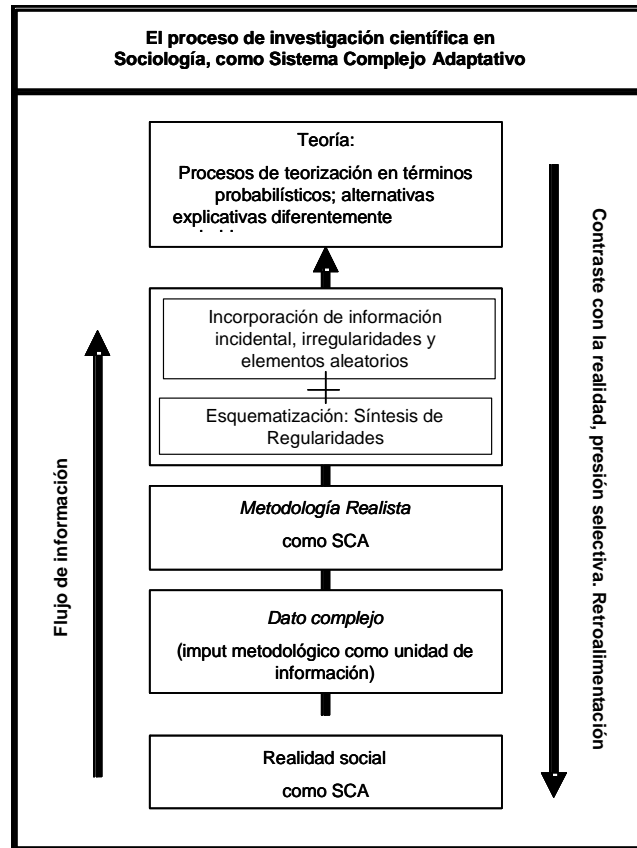 El proceso de investigación científica en
Sociología, como Sistema Complejo Adaptativo
Teoría:
Procesos de teorización en términos
probabilísticos; alternativas
explicativas diferentemente
Incorporación de información
incidental, irregularidades y
elementos aleatorios
Esquematización: Síntesis de
Regularidades
Metodología Realista
como SCA
Dato complejo
(imput metodológico como unidad de
información)
Realidad social
como SCA
Flujo de información
Contraste con la realidad, presión selectiva. Retroalimentación